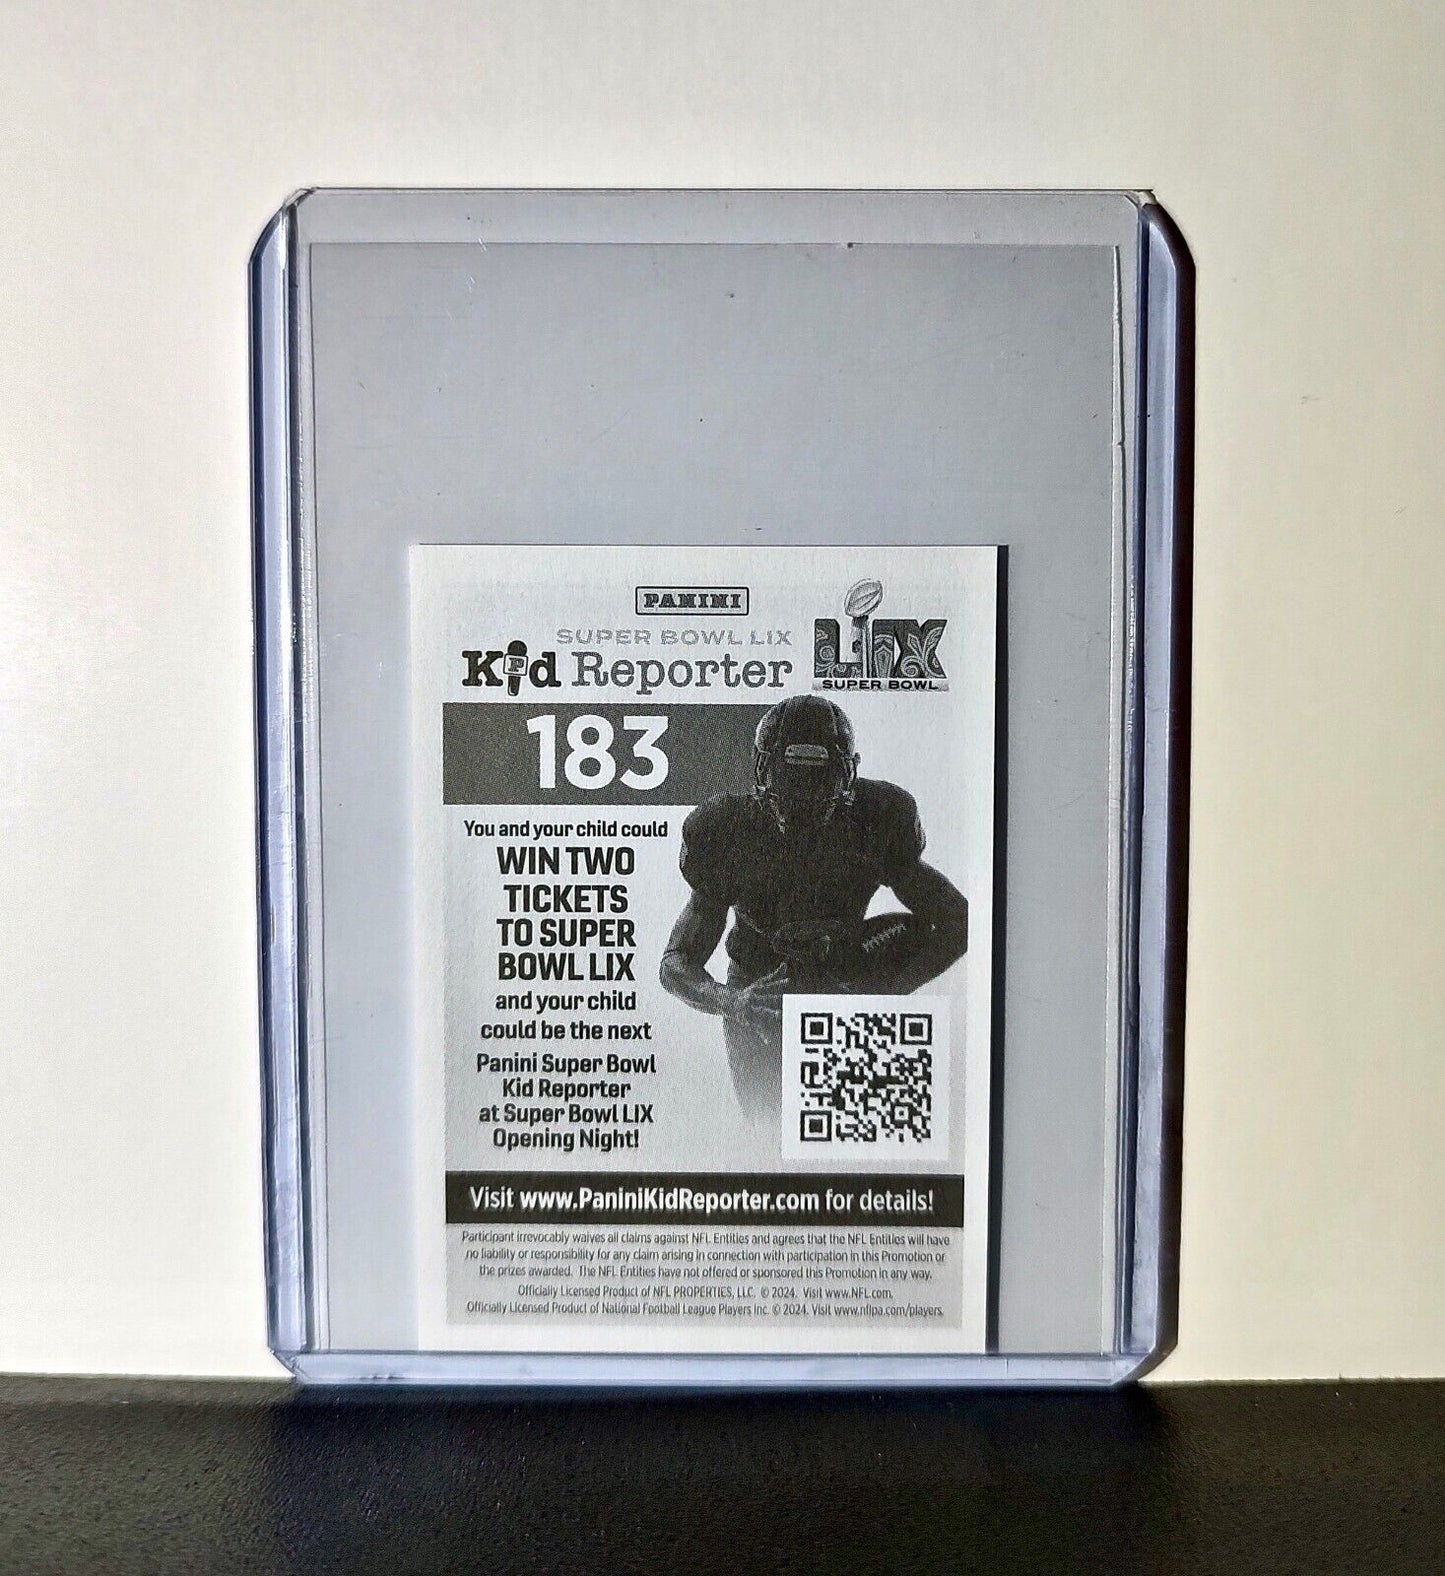 PANINI
SUPER BOWL LIX
Kid Reporter
LIX
SUPER BOWL
183
You and your child could
WIN TWO
TICKETS
TO SUPER
BOWL LIX
and your child
could be the next
Panini Super Bowl
Kid Reporter
at Super Bowl LIX
Opening Night!
Visit www.PaniniKidReporter.com for details!
Participant irrevocably waives all claims against NFL Entities and agrees that the NFL Entities will have
no liability or responsibility for any claim arising in connection with participation in this Promotion or
the prizes awarded. The NFL Entities have not offered or sponsored this Promotion in any way.
Officially Licensed Product of NFL PROPERTIES, LLC. © 2024. Visit www.NFL.com.
Officially Licensed Product of National Football League Players Inc. © 2024. Visit www.nflpa.com/players.